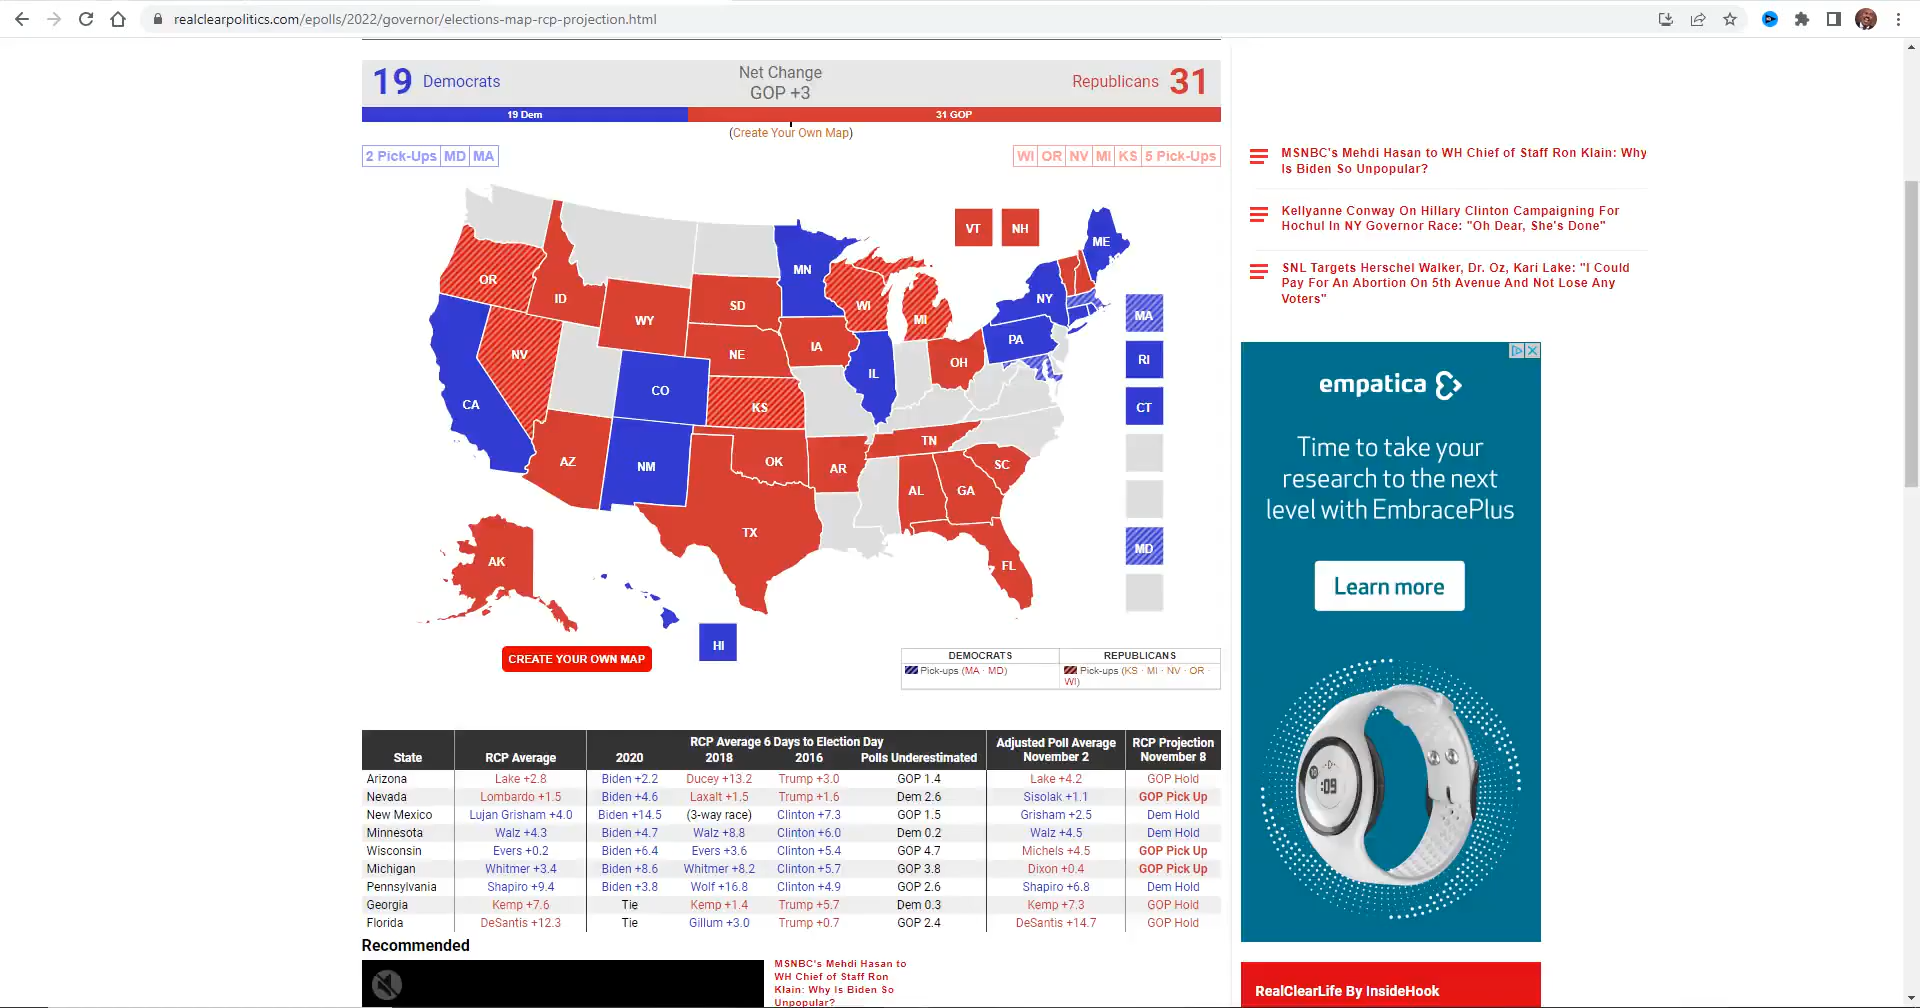 realclearpolitics.com/epolls/2022/governor/elections-map-rcp-projection.html
19 Democrats
Net Change
GOP +3
Republicans 31
19 Dem
31 GOP
(Create Your Own Map)
2 Pick-Ups MD MA
WI OR NV MI KS 5 Pick-Ups
VT
NH
ME
MN
OR
ID
WY
SD
WI
MI
NY
MA
NV
NE
IA
PA
OH
RI
CA
CO
IL
KS
CT
AZ
NM
OK
AR
TN
SC
AL
GA
TX
MD
FL
AK
HI
CREATE YOUR OWN MAP
DEMOCRATS
REPUBLICANS
Pick-ups (MA · MD)
Pick-ups (KS · MI · NV · OR ·
WI)
RCP Average 6 Days to Election Day
Adjusted Poll Average
RCP Projection
State
RCP Average
2020
2018
2016
Polls Underestimated
November 2
November 8
Arizona Lake +2.8 Biden +2.2 Ducey +13.2 Trump +3.0 GOP 1.4 Lake +4.2 GOP Hold
Nevada Lombardo +1.5 Biden +4.6 Laxalt +1.5 Trump +1.6 Dem 2.6 Sisolak +1.1 GOP Pick Up
New Mexico Lujan Grisham +4.0 Biden +14.5 (3-way race) Clinton +7.3 GOP 1.5 Grisham +2.5 Dem Hold
Minnesota Walz +4.3 Biden +4.7 Walz +8.8 Clinton +6.0 Dem 0.2 Walz +4.5 Dem Hold
Wisconsin Evers +0.2 Biden +6.4 Evers +3.6 Clinton +5.4 GOP 4.7 Michels +4.5 GOP Pick Up
Michigan Whitmer +3.4 Biden +8.6 Whitmer +8.2 Clinton +5.7 GOP 3.8 Dixon +0.4 GOP Pick Up
Pennsylvania Shapiro +9.4 Biden +3.8 Wolf +16.8 Clinton +4.9 GOP 2.6 Shapiro +6.8 Dem Hold
Georgia Kemp +7.6 Tie Kemp +1.4 Trump +5.7 Dem 0.3 Kemp +7.3 GOP Hold
Florida DeSantis +12.3 Tie Gillum +3.0 Trump +0.7 GOP 2.4 DeSantis +14.7 GOP Hold
Recommended
MSNBC's Mehdi Hasan to
WH Chief of Staff Ron
Klain: Why Is Biden So
Unpopular?
MSNBC's Mehdi Hasan to WH Chief of Staff Ron Klain: Why
Is Biden So Unpopular?
Kellyanne Conway On Hillary Clinton Campaigning For
Hochul In NY Governor Race: "Oh Dear, She's Done"
SNL Targets Herschel Walker, Dr. Oz, Kari Lake: "I Could
Pay For An Abortion On 5th Avenue And Not Lose Any
Voters"
empatica
Time to take your
research to the next
level with EmbracePlus
Learn more
:09
RealClearLife By InsideHook